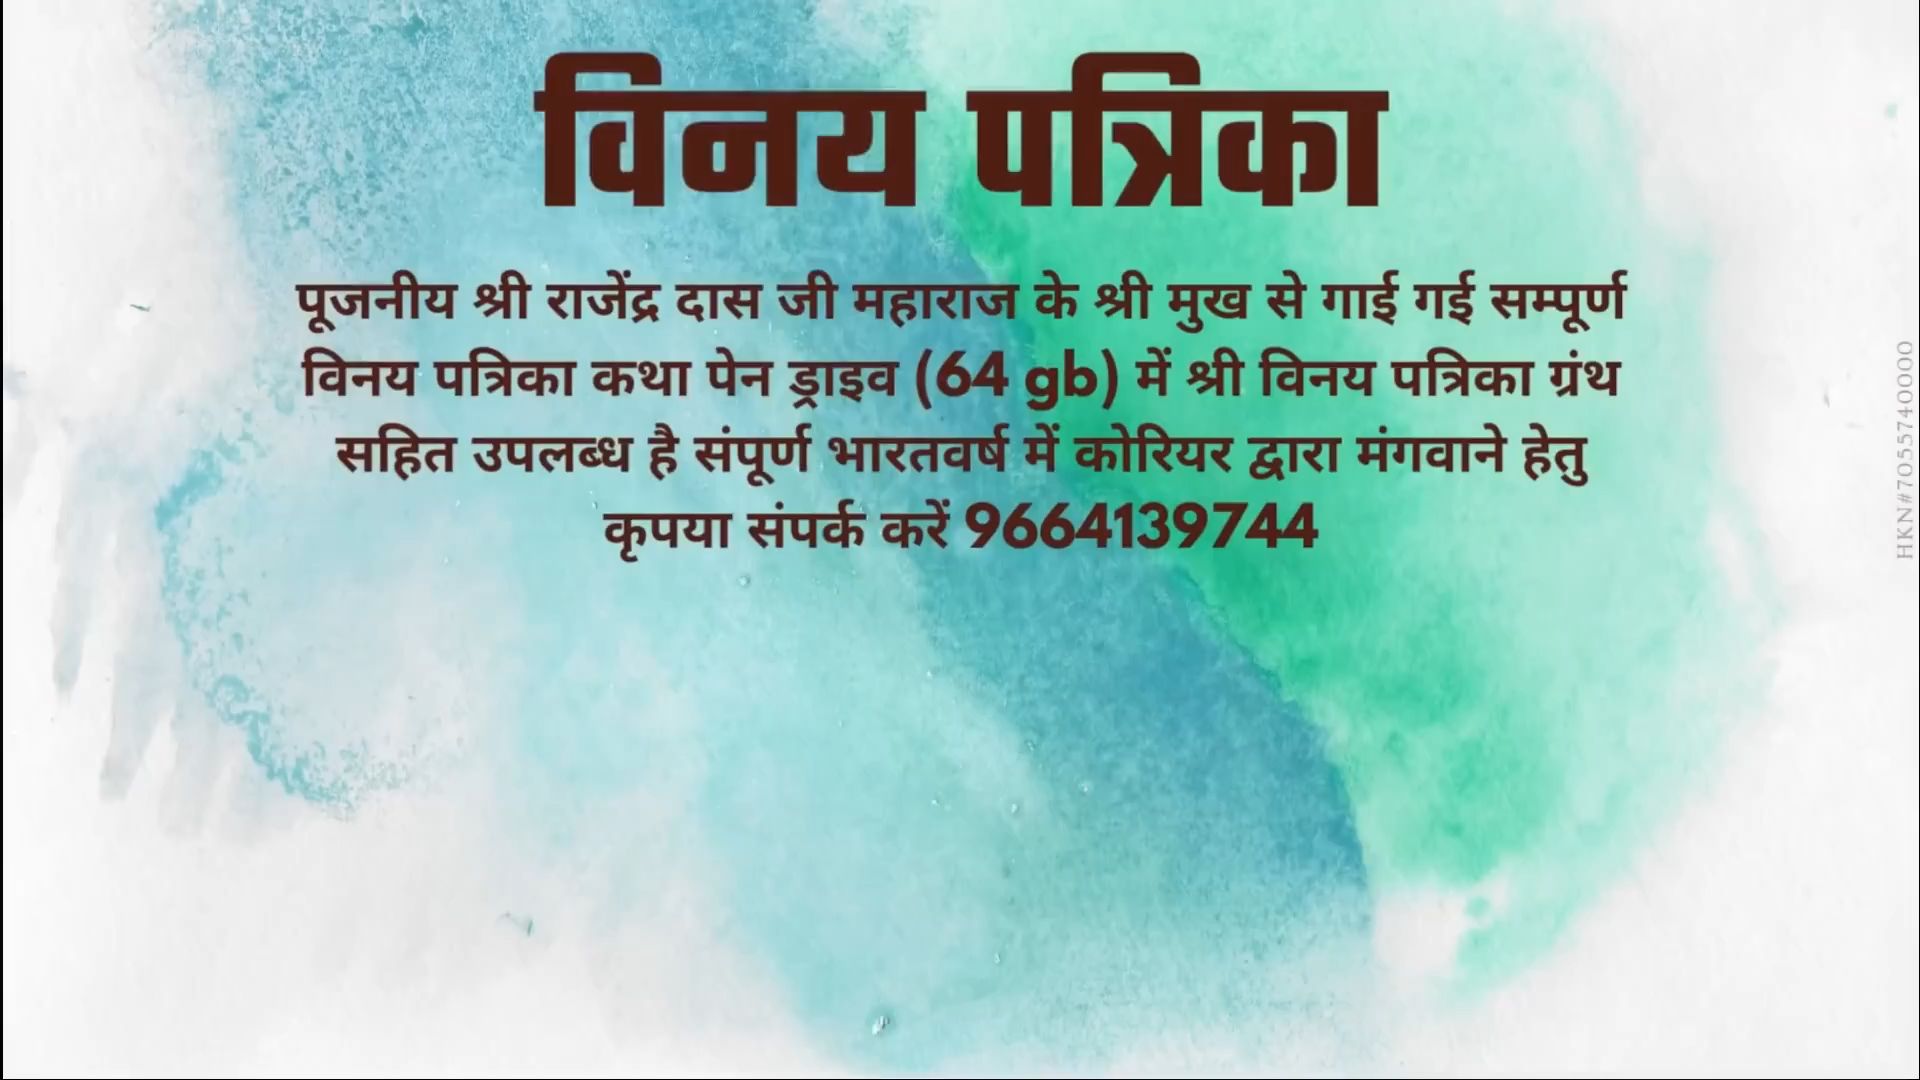 विनय पत्रिका
पूजनीय श्री राजेंद्र दास जी महाराज के श्री मुख से गाई गई सम्पूर्ण
विनय पत्रिका कथा पेन ड्राइव (64 gb) में श्री विनय पत्रिका ग्रंथ
सहित उपलब्ध है संपूर्ण भारतवर्ष में कोरियर द्वारा मंगवाने हेतु
कृपया संपर्क करें 9664139744
HKN#7055740000